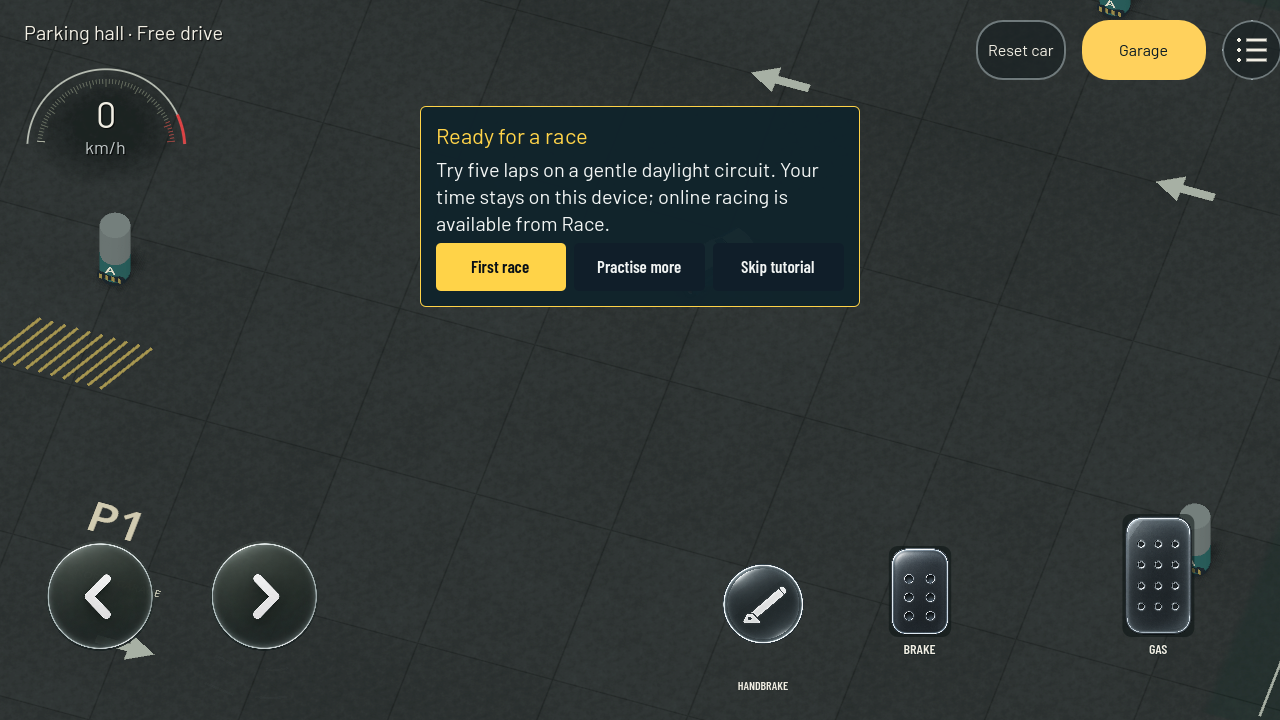 Parking hall · Free drive
0
km/h
Reset car
Garage
A
Ready for a race
Try five laps on a gentle daylight circuit. Your
time stays on this device; online racing is
available from Race.
First race
Practise more
Skip tutorial
A
P1
E
HANDBRAKE
BRAKE
GAS